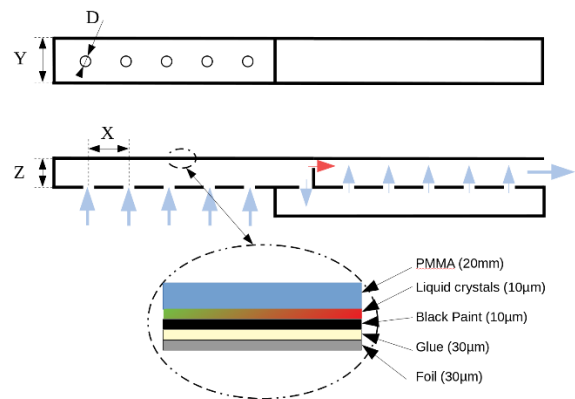 D
Y
X
Z
PMMA (20mm)
Liquid crystals (10µm)
Black Paint (10µm)
Glue (30µm)
Foil (30µm)